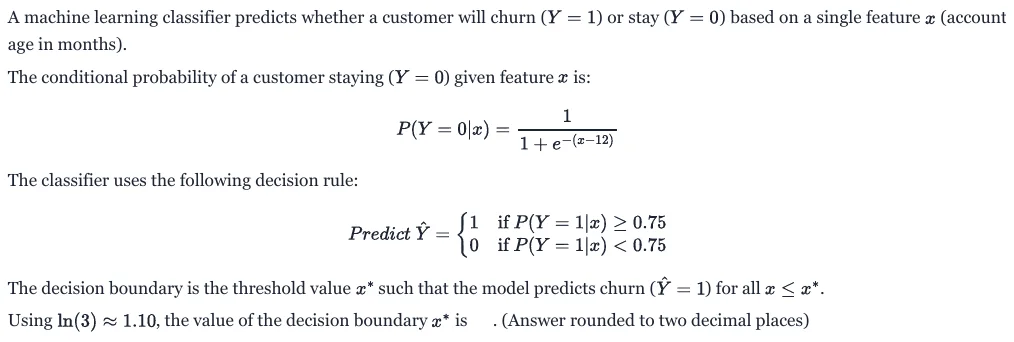 A machine learning classifier predicts whether a customer will churn (Y = 1) or stay (Y = 0) based on a single feature x (account
age in months).
The conditional probability of a customer staying (Y = 0) given feature x is:
P(Y = 0|x) = 1 / (1 + e^{-(x-12)})
The classifier uses the following decision rule:
Predict Ŷ = { 1 if P(Y = 1|x) ≥ 0.75
0 if P(Y = 1|x) < 0.75
The decision boundary is the threshold value x* such that the model predicts churn (Ŷ = 1) for all x ≤ x*.
Using ln(3) ≈ 1.10, the value of the decision boundary x* is . (Answer rounded to two decimal places)